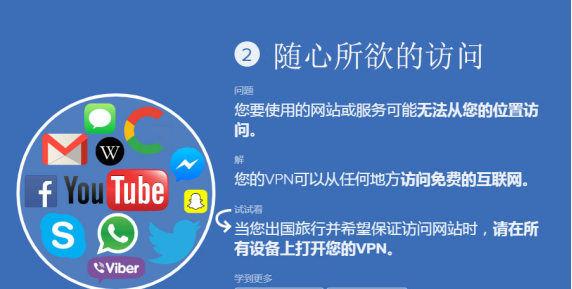 2 随心所欲的访问
问题
您要使用的网站或服务可能无法从您的位置访
问。
解
您的VPN可以从任何地方访问免费的互联网。
试试看
当您出国旅行并希望保证访问网站时，请在所
有设备上打开您的VPN。
学到更多
W
f
YouTube
S
Viber